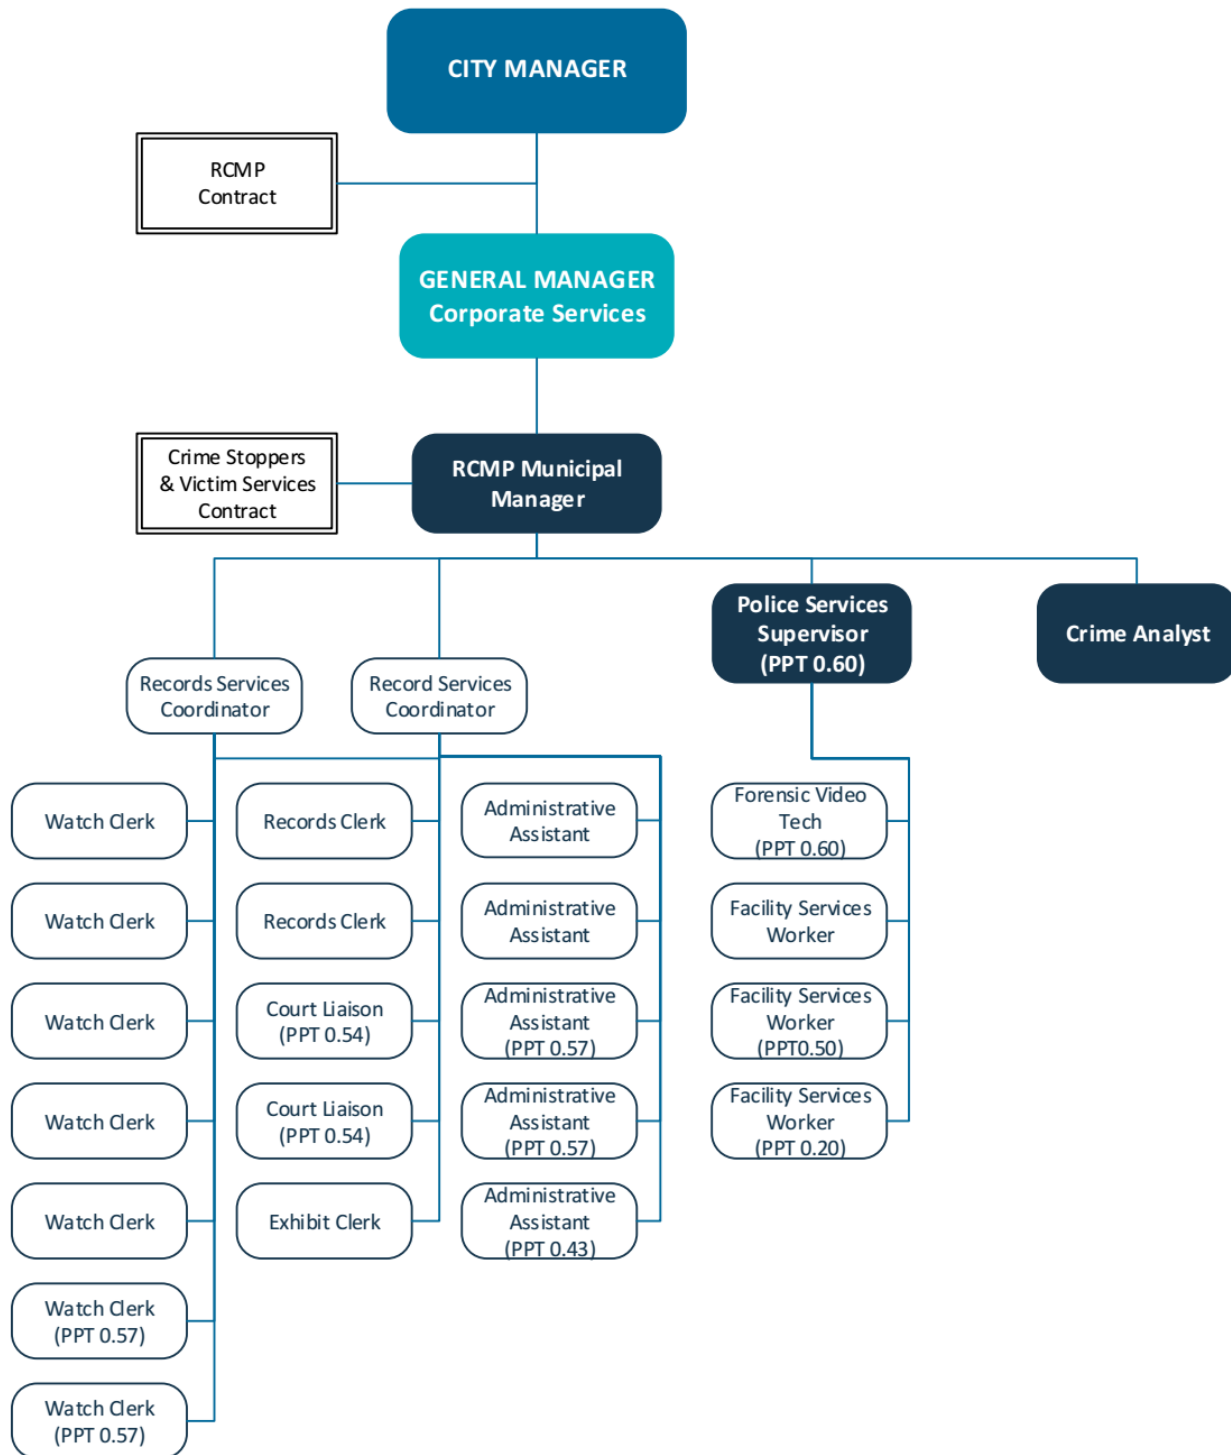 CITY MANAGER
RCMP
Contract
GENERAL MANAGER
Corporate Services
Crime Stoppers
& Victim Services
Contract
RCMP Municipal
Manager
Police Services
Supervisor
(PPT 0.60)
Crime Analyst
Records Services
Coordinator
Record Services
Coordinator
Watch Clerk
Records Clerk
Administrative
Assistant
Forensic Video
Tech
(PPT 0.60)
Watch Clerk
Records Clerk
Administrative
Assistant
Facility Services
Worker
Watch Clerk
Court Liaison
(PPT 0.54)
Administrative
Assistant
(PPT 0.57)
Facility Services
Worker
(PPT0.50)
Watch Clerk
Court Liaison
(PPT 0.54)
Administrative
Assistant
(PPT 0.57)
Facility Services
Worker
(PPT 0.20)
Watch Clerk
Exhibit Clerk
Administrative
Assistant
(PPT 0.43)
Watch Clerk
(PPT 0.57)
Watch Clerk
(PPT 0.57)